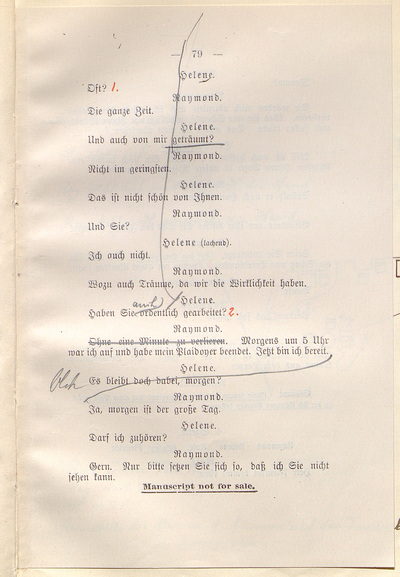 — 79 —
Helene.
Oft? 1.
Raymond.
Die ganze Zeit.
Helene.
Und auch von mir geträumt?
Raymond.
Nicht im geringsten.
Helene.
Das ist nicht schön von Ihnen.
Raymond.
Und Sie?
Helene (lachend).
Ich auch nicht.
Raymond.
Wozu auch Träume, da wir die Wirklichkeit haben.
Helene.
auch
Haben Sie ordentlich gearbeitet? 2.
Raymond.
Ohne eine Minute zu verlieren. Morgens um 5 Uhr
war ich auf und habe mein Plaidoyer beendet. Jetzt bin ich bereit.
Helene.
Es bleibt doch dabei, morgen?
Raymond.
Ja, morgen ist der große Tag.
Helene.
Darf ich zuhören?
Raymond.
Gern. Nur bitte setzen Sie sich so, daß ich Sie nicht
sehen kann.
Manuscript not for sale.